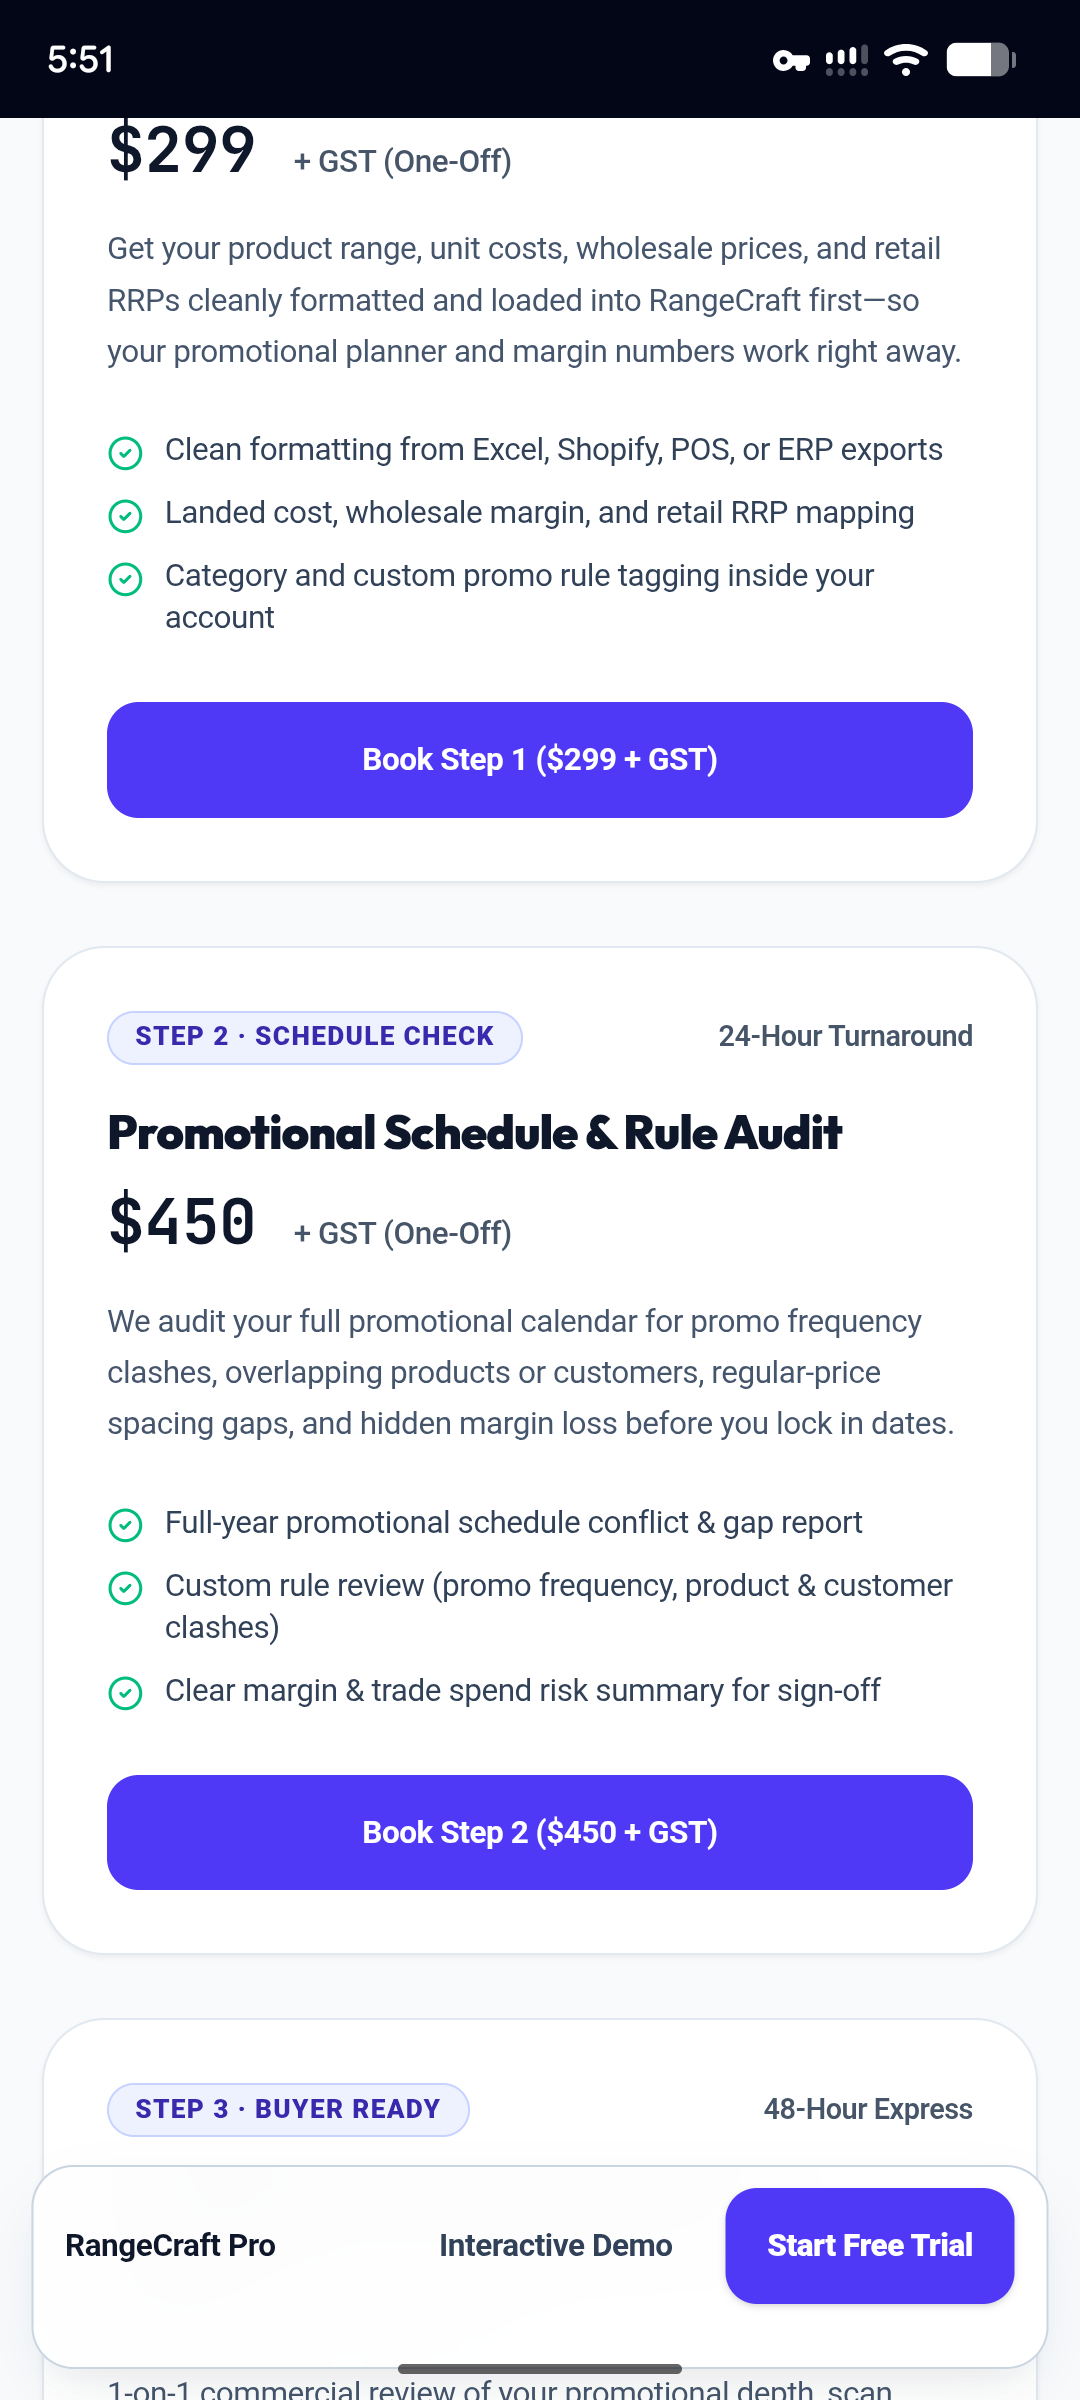 5:51
$299 + GST (One-Off)
Get your product range, unit costs, wholesale prices, and retail
RRPs cleanly formatted and loaded into RangeCraft first—so
your promotional planner and margin numbers work right away.
Clean formatting from Excel, Shopify, POS, or ERP exports
Landed cost, wholesale margin, and retail RRP mapping
Category and custom promo rule tagging inside your
account
Book Step 1 ($299 + GST)
STEP 2 · SCHEDULE CHECK
24-Hour Turnaround
Promotional Schedule & Rule Audit
$450 + GST (One-Off)
We audit your full promotional calendar for promo frequency
clashes, overlapping products or customers, regular-price
spacing gaps, and hidden margin loss before you lock in dates.
Full-year promotional schedule conflict & gap report
Custom rule review (promo frequency, product & customer
clashes)
Clear margin & trade spend risk summary for sign-off
Book Step 2 ($450 + GST)
STEP 3 · BUYER READY
48-Hour Express
RangeCraft Pro
Interactive Demo
Start Free Trial
1-on-1 commercial review of your promotional depth, scan